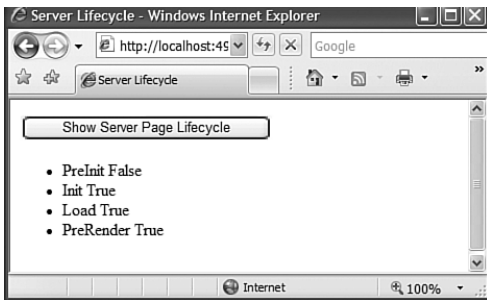 Server Lifecycle - Windows Internet Explorer
http://localhost:49
Google
Server Lifecycle
Show Server Page Lifecycle
PreInit False
Init True
Load True
PreRender True
Internet
100%